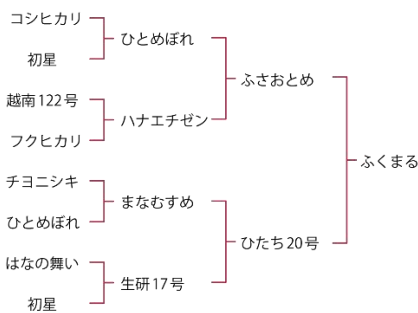 コシヒカリ
初星
ひとめぼれ
越南122号
フクヒカリ
ハナエチゼン
ふさおとめ
チヨニシキ
ひとめぼれ
まなむすめ
はなの舞い
初星
生研17号
ひたち20号
ふくまる